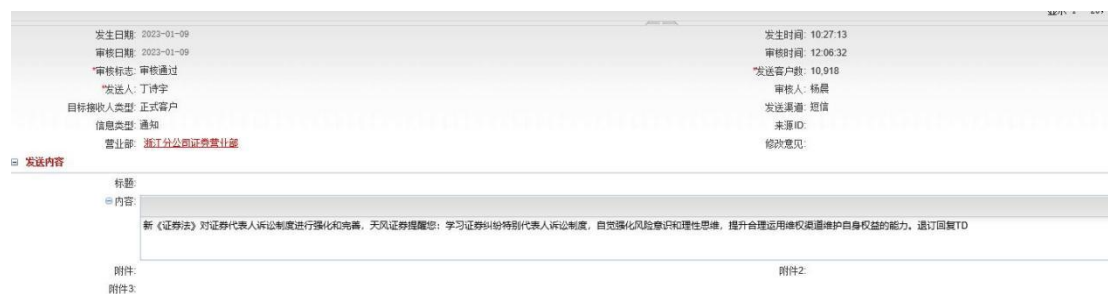 发生日期: 2023-01-09 发生时间: 10:27:13
审核日期: 2023-01-09 审核时间: 12:06:32
*审核标志: 审核通过 *发送客户数: 10,918
*发送人: 丁诗宇 审核人: 杨晨
目标接收人类型: 正式客户 发送渠道: 短信
信息类型: 通知 来源ID:
营业部: 浙江分公司证券营业部 修改意见:
发送内容
标题:
内容:
新《证券法》对证券代表人诉讼制度进行强化和完善，天风证券提醒您：学习证券纠纷特别代表人诉讼制度，自觉强化风险意识和理性思维，提升合理运用维权渠道维护自身权益的能力。退订回复TD
附件: 附件2:
附件3: